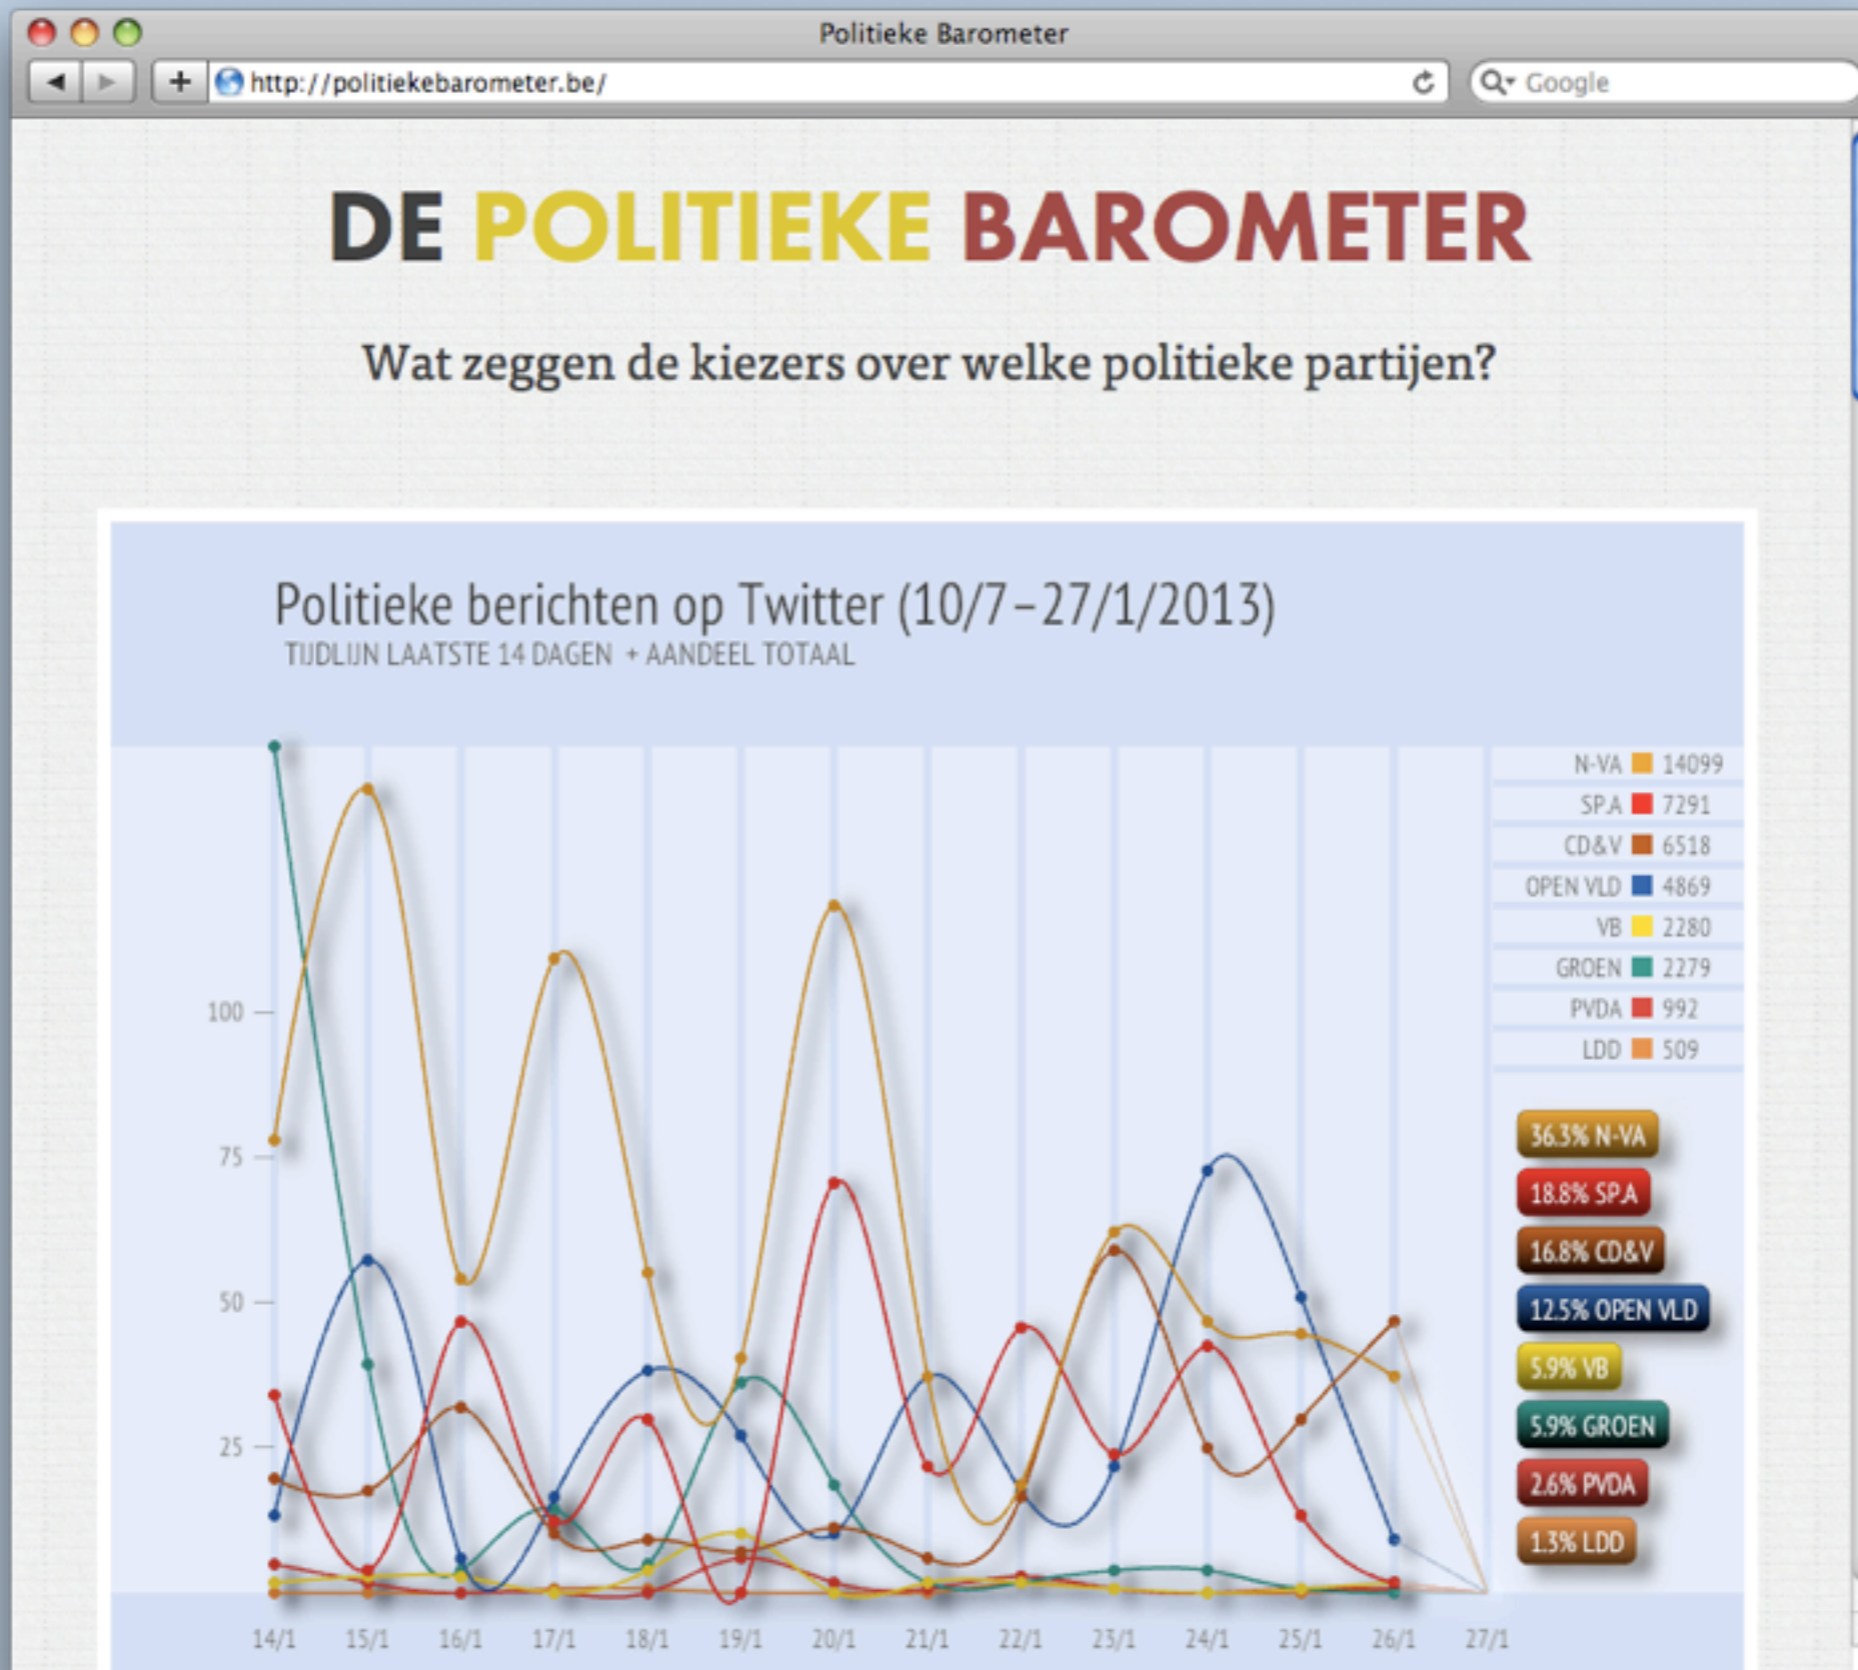 Politieke Barometer
http://politiekebarometer.be/
Google
DE POLITIEKE BAROMETER
Wat zeggen de kiezers over welke politieke partijen?
Politieke berichten op Twitter (10/7–27/1/2013)
TIJDLIJN LAATSTE 14 DAGEN + AANDEEL TOTAAL
N-VA 14099
SP.A 7291
CD&V 6518
OPEN VLD 4869
VB 2280
GROEN 2279
PVDA 992
LDD 509
100
75
50
25
36.3% N-VA
18.8% SP.A
16.8% CD&V
12.5% OPEN VLD
5.9% VB
5.9% GROEN
2.6% PVDA
1.3% LDD
14/1 15/1 16/1 17/1 18/1 19/1 20/1 21/1 22/1 23/1 24/1 25/1 26/1 27/1